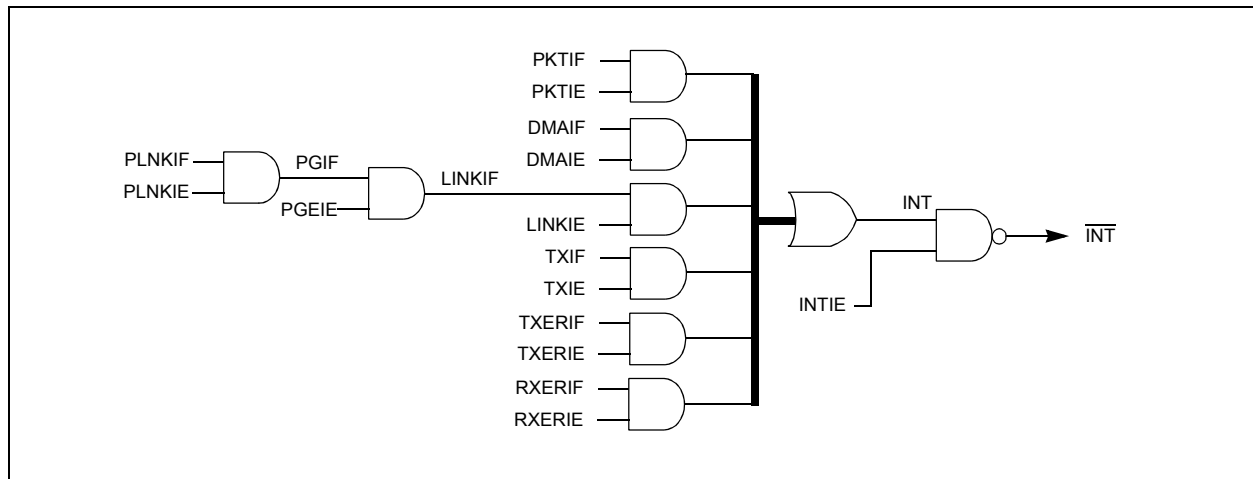 PKTIF
PKTIE
DMAIF
DMAIE
PLNKIF
PGIF
PLNKIE
LINKIF
PGEIE
LINKIE
INT
INT
TXIF
TXIE
INTIE
TXERIF
TXERIE
RXERIF
RXERIE